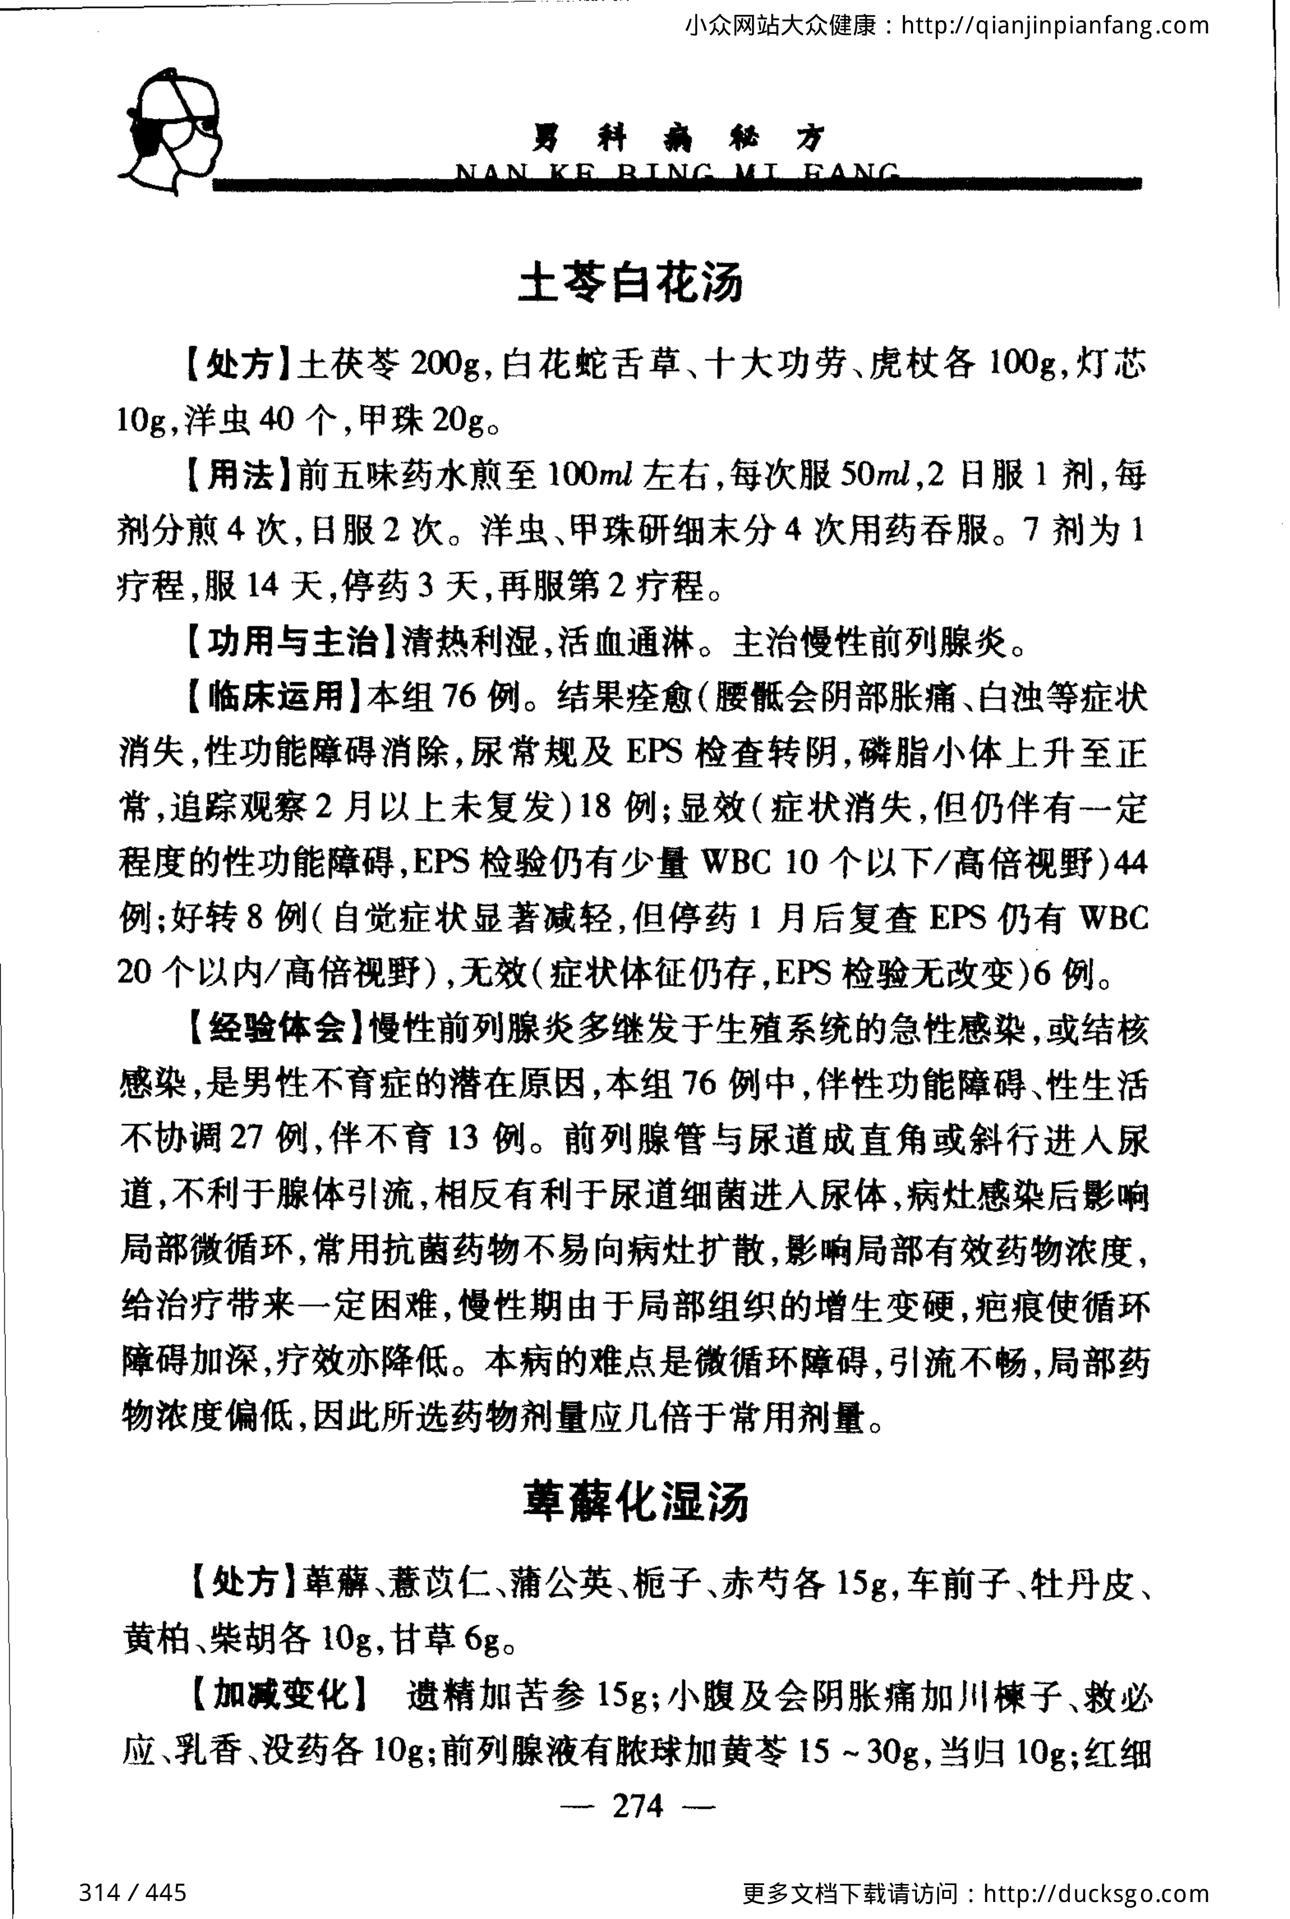 小众网站大众健康：http://qianjinpianfang.com
男科病秘方
NAN KE BING MI FANG
土苓白花汤
【处方】土茯苓 200g,白花蛇舌草、十大功劳、虎杖各 100g,灯芯
10g,洋虫 40 个,甲珠 20g。
【用法】前五味药水煎至 100ml 左右,每次服 50ml,2 日服 1 剂,每
剂分煎 4 次,日服 2 次。洋虫、甲珠研细末分 4 次用药吞服。7 剂为 1
疗程,服 14 天,停药 3 天,再服第 2 疗程。
【功用与主治】清热利湿,活血通淋。主治慢性前列腺炎。
【临床运用】本组 76 例。结果痊愈(腰骶会阴部胀痛、白浊等症状
消失,性功能障碍消除,尿常规及 EPS 检查转阴,磷脂小体上升至正
常,追踪观察 2 月以上未复发)18 例;显效(症状消失,但仍伴有一定
程度的性功能障碍,EPS 检验仍有少量 WBC 10 个以下/高倍视野)44
例;好转 8 例(自觉症状显著减轻,但停药 1 月后复查 EPS 仍有 WBC
20 个以内/高倍视野),无效(症状体征仍存,EPS 检验无改变)6 例。
【经验体会】慢性前列腺炎多继发于生殖系统的急性感染,或结核
感染,是男性不育症的潜在原因,本组 76 例中,伴性功能障碍、性生活
不协调 27 例,伴不育 13 例。前列腺管与尿道成直角或斜行进入尿
道,不利于腺体引流,相反有利于尿道细菌进入尿体,病灶感染后影响
局部微循环,常用抗菌药物不易向病灶扩散,影响局部有效药物浓度,
给治疗带来一定困难,慢性期由于局部组织的增生变硬,疤痕使循环
障碍加深,疗效亦降低。本病的难点是微循环障碍,引流不畅,局部药
物浓度偏低,因此所选药物剂量应几倍于常用剂量。
萆薢化湿汤
【处方】萆薢、薏苡仁、蒲公英、栀子、赤芍各 15g,车前子、牡丹皮、
黄柏、柴胡各 10g,甘草 6g。
【加减变化】 遗精加苦参 15g;小腹及会阴胀痛加川楝子、救必
应、乳香、没药各 10g;前列腺液有脓球加黄芩 15～30g,当归 10g;红细
— 274 —
314 / 445
更多文档下载请访问：http://ducksgo.com